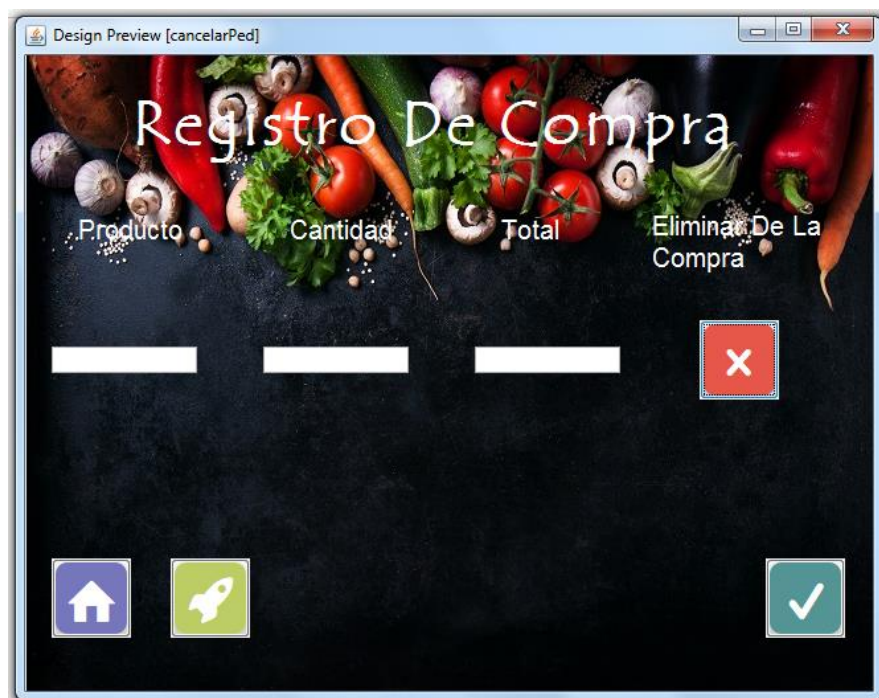 Design Preview [cancelarPed]
Registro De Compra
Producto
Cantidad
Total
Eliminar De La
Compra